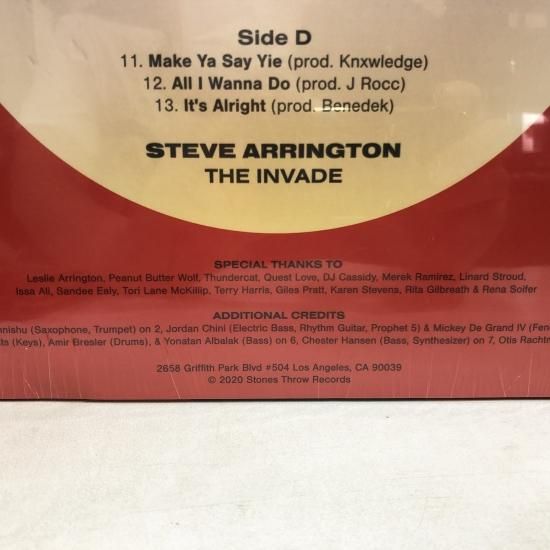 Side D
11. Make Ya Say Yie (prod. Knxwledge)
12. All I Wanna Do (prod. J Rocc)
13. It's Alright (prod. Benedek)
STEVE ARRINGTON
THE INVADE
SPECIAL THANKS TO
Leslie Arrington, Peanut Butter Wolf, Thundercat, Quest Love, DJ Cassidy, Merek Ramirez, Linard Stroud,
Issa Ali, Sandee Ealy, Tori Lane McKillip, Terry Harris, Giles Pratt, Karen Stevens, Rita Gilbreath & Rena Soifer
ADDITIONAL CREDITS
nnishu (Saxophone, Trumpet) on 2, Jordan Chini (Electric Bass, Rhythm Guitar, Prophet 5) & Mickey De Grand IV (Fen
ts (Keys), Amir Bresler (Drums), & Yonatan Albalak (Bass) on 6, Chester Hansen (Bass, Synthesizer) on 7, Otis Rachtm
2658 Griffith Park Blvd #504 Los Angeles, CA 90039
© 2020 Stones Throw Records